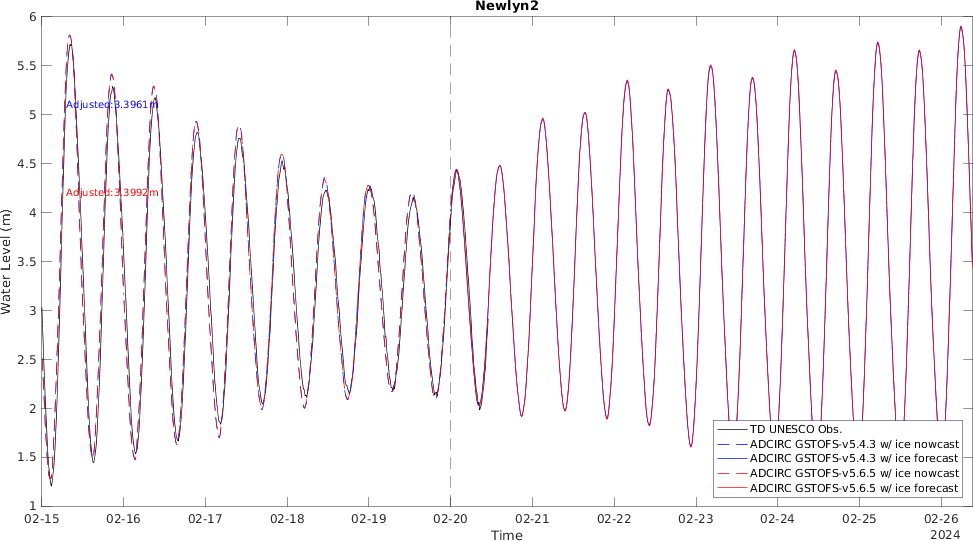 Newlyn2
6
5.5
5
4.5
4
3.5
3
2.5
2
1.5
1
Water Level (m)
Adjusted:3.3961m
Adjusted:3.3992m
TD UNESCO Obs.
ADCIRC GSTOFS-v5.4.3 w/ ice nowcast
ADCIRC GSTOFS-v5.4.3 w/ ice forecast
ADCIRC GSTOFS-v5.6.5 w/ ice nowcast
ADCIRC GSTOFS-v5.6.5 w/ ice forecast
02-15 02-16 02-17 02-18 02-19 02-20 02-21 02-22 02-23 02-24 02-25 02-26
2024
Time